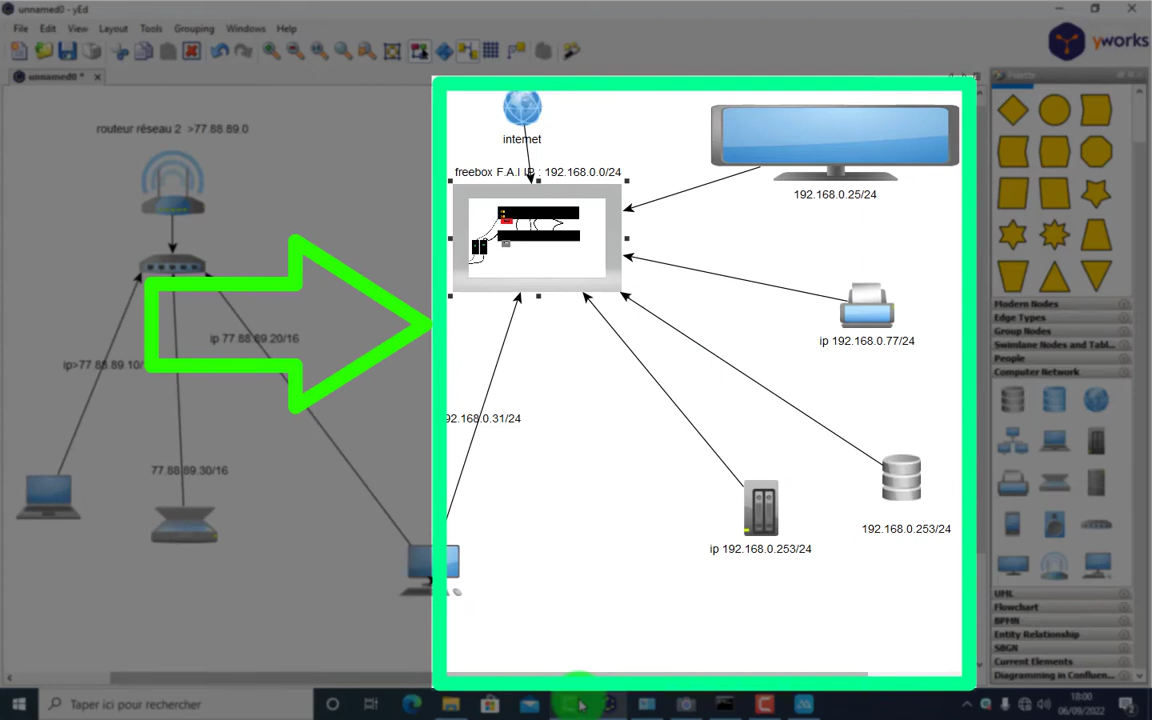 unnamed0 - yEd
File Edit View Layout Tools Grouping Windows Help
yworks
unnamed0 *
Palette
routeur réseau 2 >77.88.89.0
internet
192.168.0.25/24
freebox F.A.I : 192.168.0.0/24
ip 77.88.89.20/16
ip>77.88.89 10/
ip 192.168.0.77/24
92.168.0.31/24
77.88.89.30/16
192.168.0.253/24
ip 192.168.0.253/24
Modern Nodes
Edge Types
Group Nodes
Swimlane Nodes and Tabl...
People
Computer Network
UML
Flowchart
BPMN
Entity Relationship
SBGN
Current Elements
Diagramming in Confluen...
Taper ici pour rechercher
18:00
06/09/2022